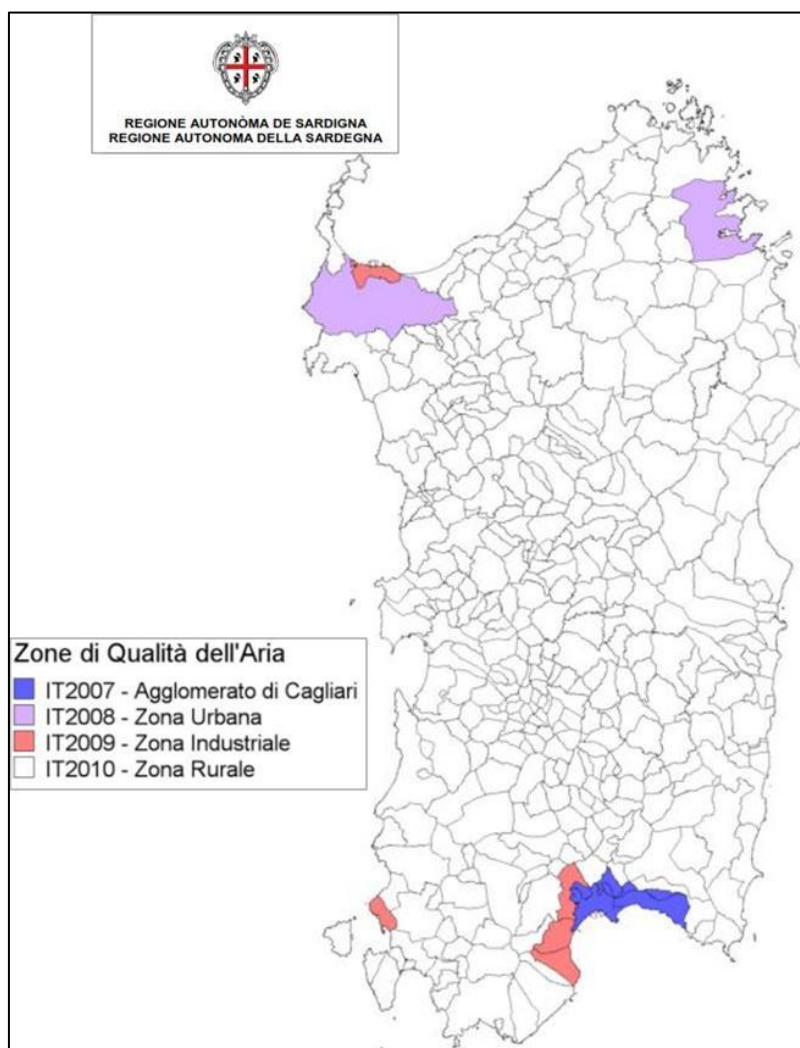 REGIONE AUTONÒMA DE SARDIGNA
REGIONE AUTONOMA DELLA SARDEGNA
Zone di Qualità dell'Aria
IT2007 - Agglomerato di Cagliari
IT2008 - Zona Urbana
IT2009 - Zona Industriale
IT2010 - Zona Rurale